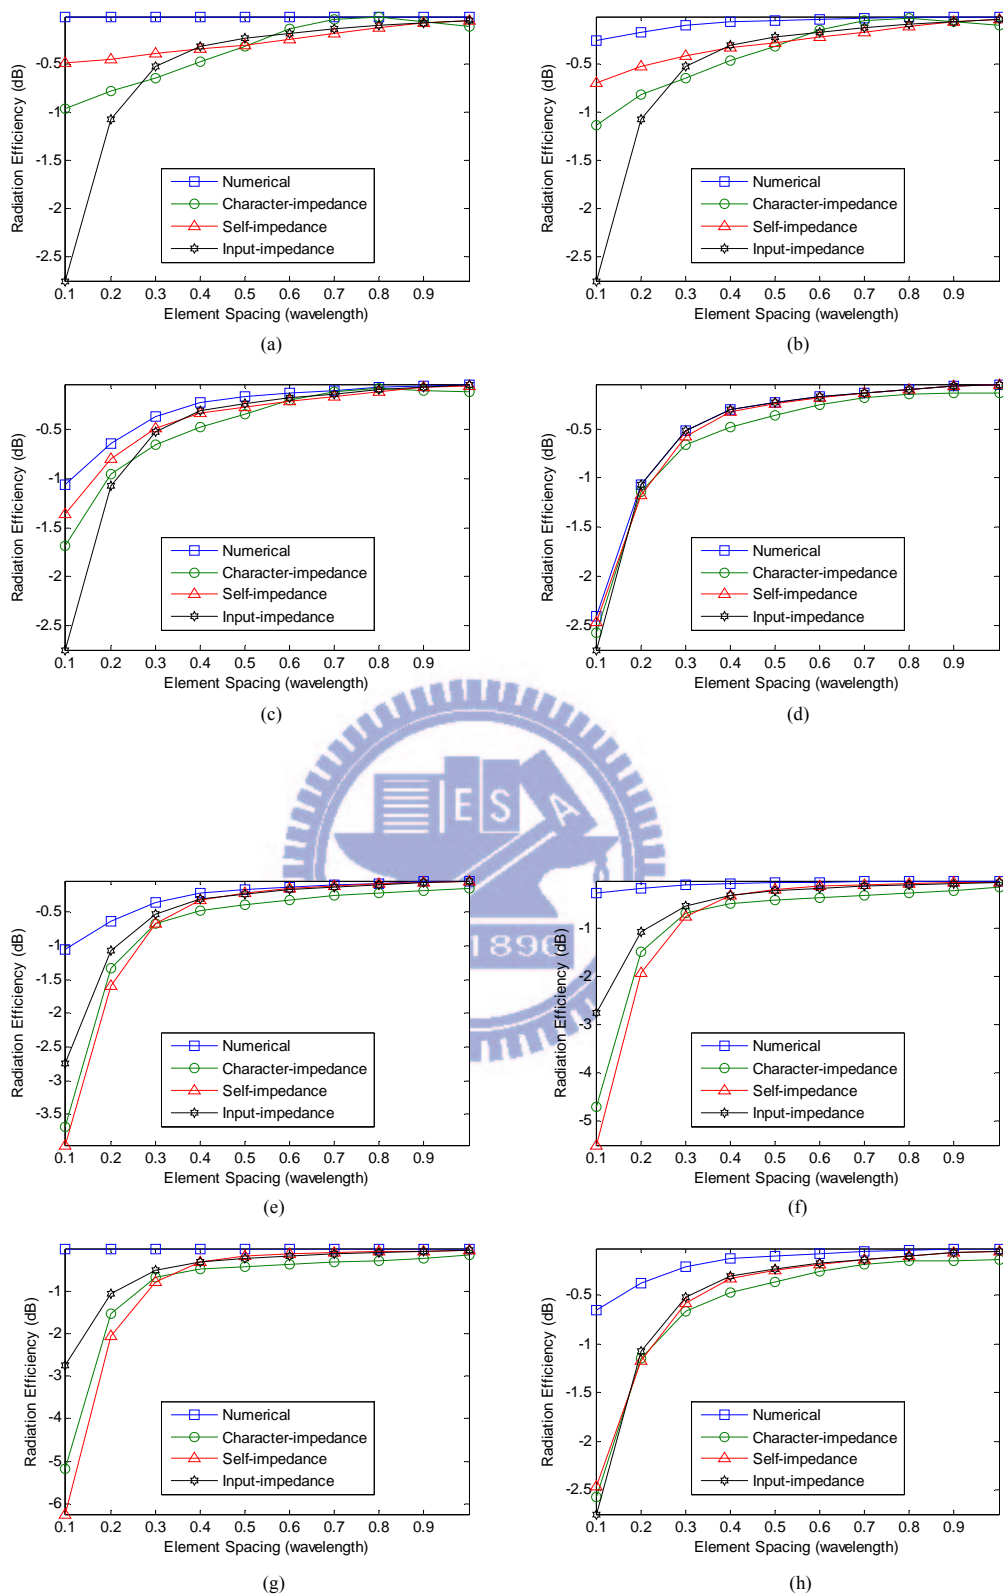 Radiation Efficiency (dB)
-0.5
-1
-1.5
-2
-2.5
Numerical
Character-impedance
Self-impedance
Input-impedance
0.1 0.2 0.3 0.4 0.5 0.6 0.7 0.8 0.9
Element Spacing (wavelength)
(a)
Radiation Efficiency (dB)
-0.5
-1
-1.5
-2
-2.5
Numerical
Character-impedance
Self-impedance
Input-impedance
0.1 0.2 0.3 0.4 0.5 0.6 0.7 0.8 0.9
Element Spacing (wavelength)
(b)
Radiation Efficiency (dB)
-0.5
-1
-1.5
-2
-2.5
Numerical
Character-impedance
Self-impedance
Input-impedance
0.1 0.2 0.3 0.4 0.5 0.6 0.7 0.8 0.9
Element Spacing (wavelength)
(c)
Radiation Efficiency (dB)
-0.5
-1
-1.5
-2
-2.5
Numerical
Character-impedance
Self-impedance
Input-impedance
0.1 0.2 0.3 0.4 0.5 0.6 0.7 0.8 0.9
Element Spacing (wavelength)
(d)
E S A
1896
Radiation Efficiency (dB)
-0.5
-1
-1.5
-2
-2.5
-3
-3.5
Numerical
Character-impedance
Self-impedance
Input-impedance
0.1 0.2 0.3 0.4 0.5 0.6 0.7 0.8 0.9
Element Spacing (wavelength)
(e)
Radiation Efficiency (dB)
-1
-2
-3
-4
-5
Numerical
Character-impedance
Self-impedance
Input-impedance
0.1 0.2 0.3 0.4 0.5 0.6 0.7 0.8 0.9
Element Spacing (wavelength)
(f)
Radiation Efficiency (dB)
-1
-2
-3
-4
-5
-6
Numerical
Character-impedance
Self-impedance
Input-impedance
0.1 0.2 0.3 0.4 0.5 0.6 0.7 0.8 0.9
Element Spacing (wavelength)
(g)
Radiation Efficiency (dB)
-0.5
-1
-1.5
-2
-2.5
Numerical
Character-impedance
Self-impedance
Input-impedance
0.1 0.2 0.3 0.4 0.5 0.6 0.7 0.8 0.9
Element Spacing (wavelength)
(h)